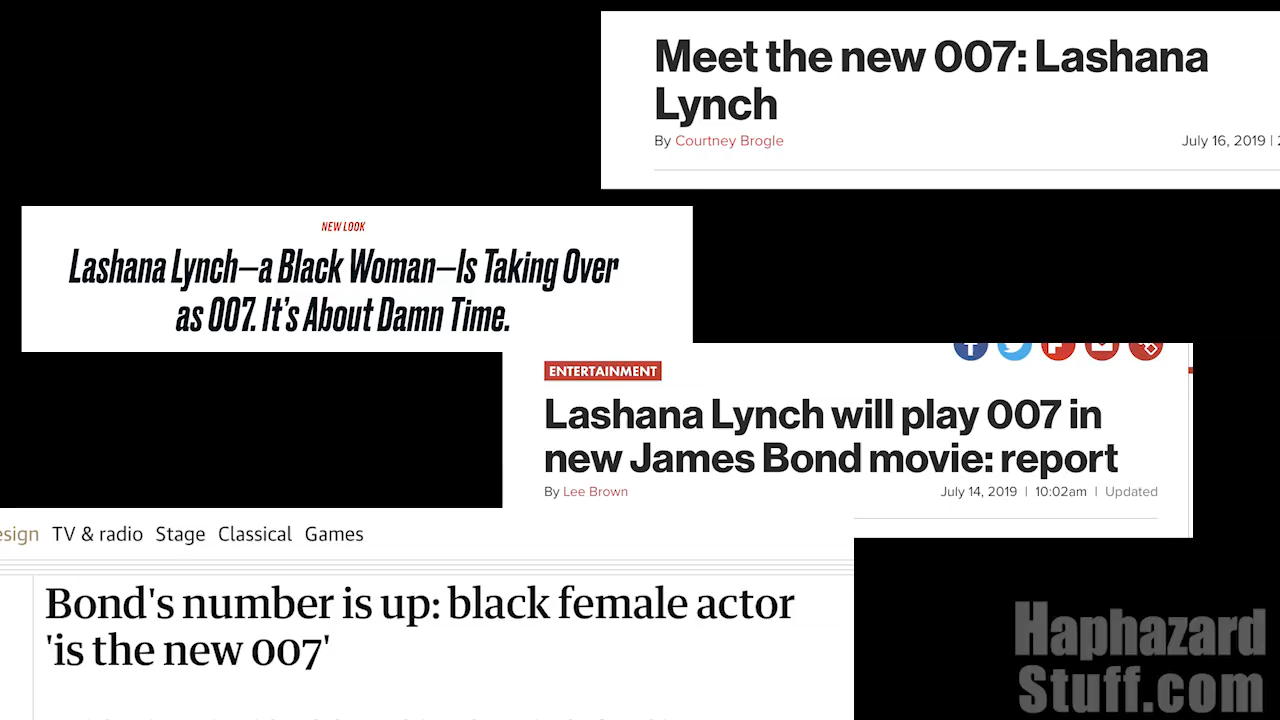 Meet the new 007: Lashana
Lynch
By Courtney Brogle
July 16, 2019 |
NEW LOOK
Lashana Lynch—a Black Woman—Is Taking Over
as 007. It's About Damn Time.
ENTERTAINMENT
Lashana Lynch will play 007 in
new James Bond movie: report
By Lee Brown
July 14, 2019 | 10:02am | Updated
esign TV & radio Stage Classical Games
Bond's number is up: black female actor
'is the new 007'
Haphazard
Stuff.com